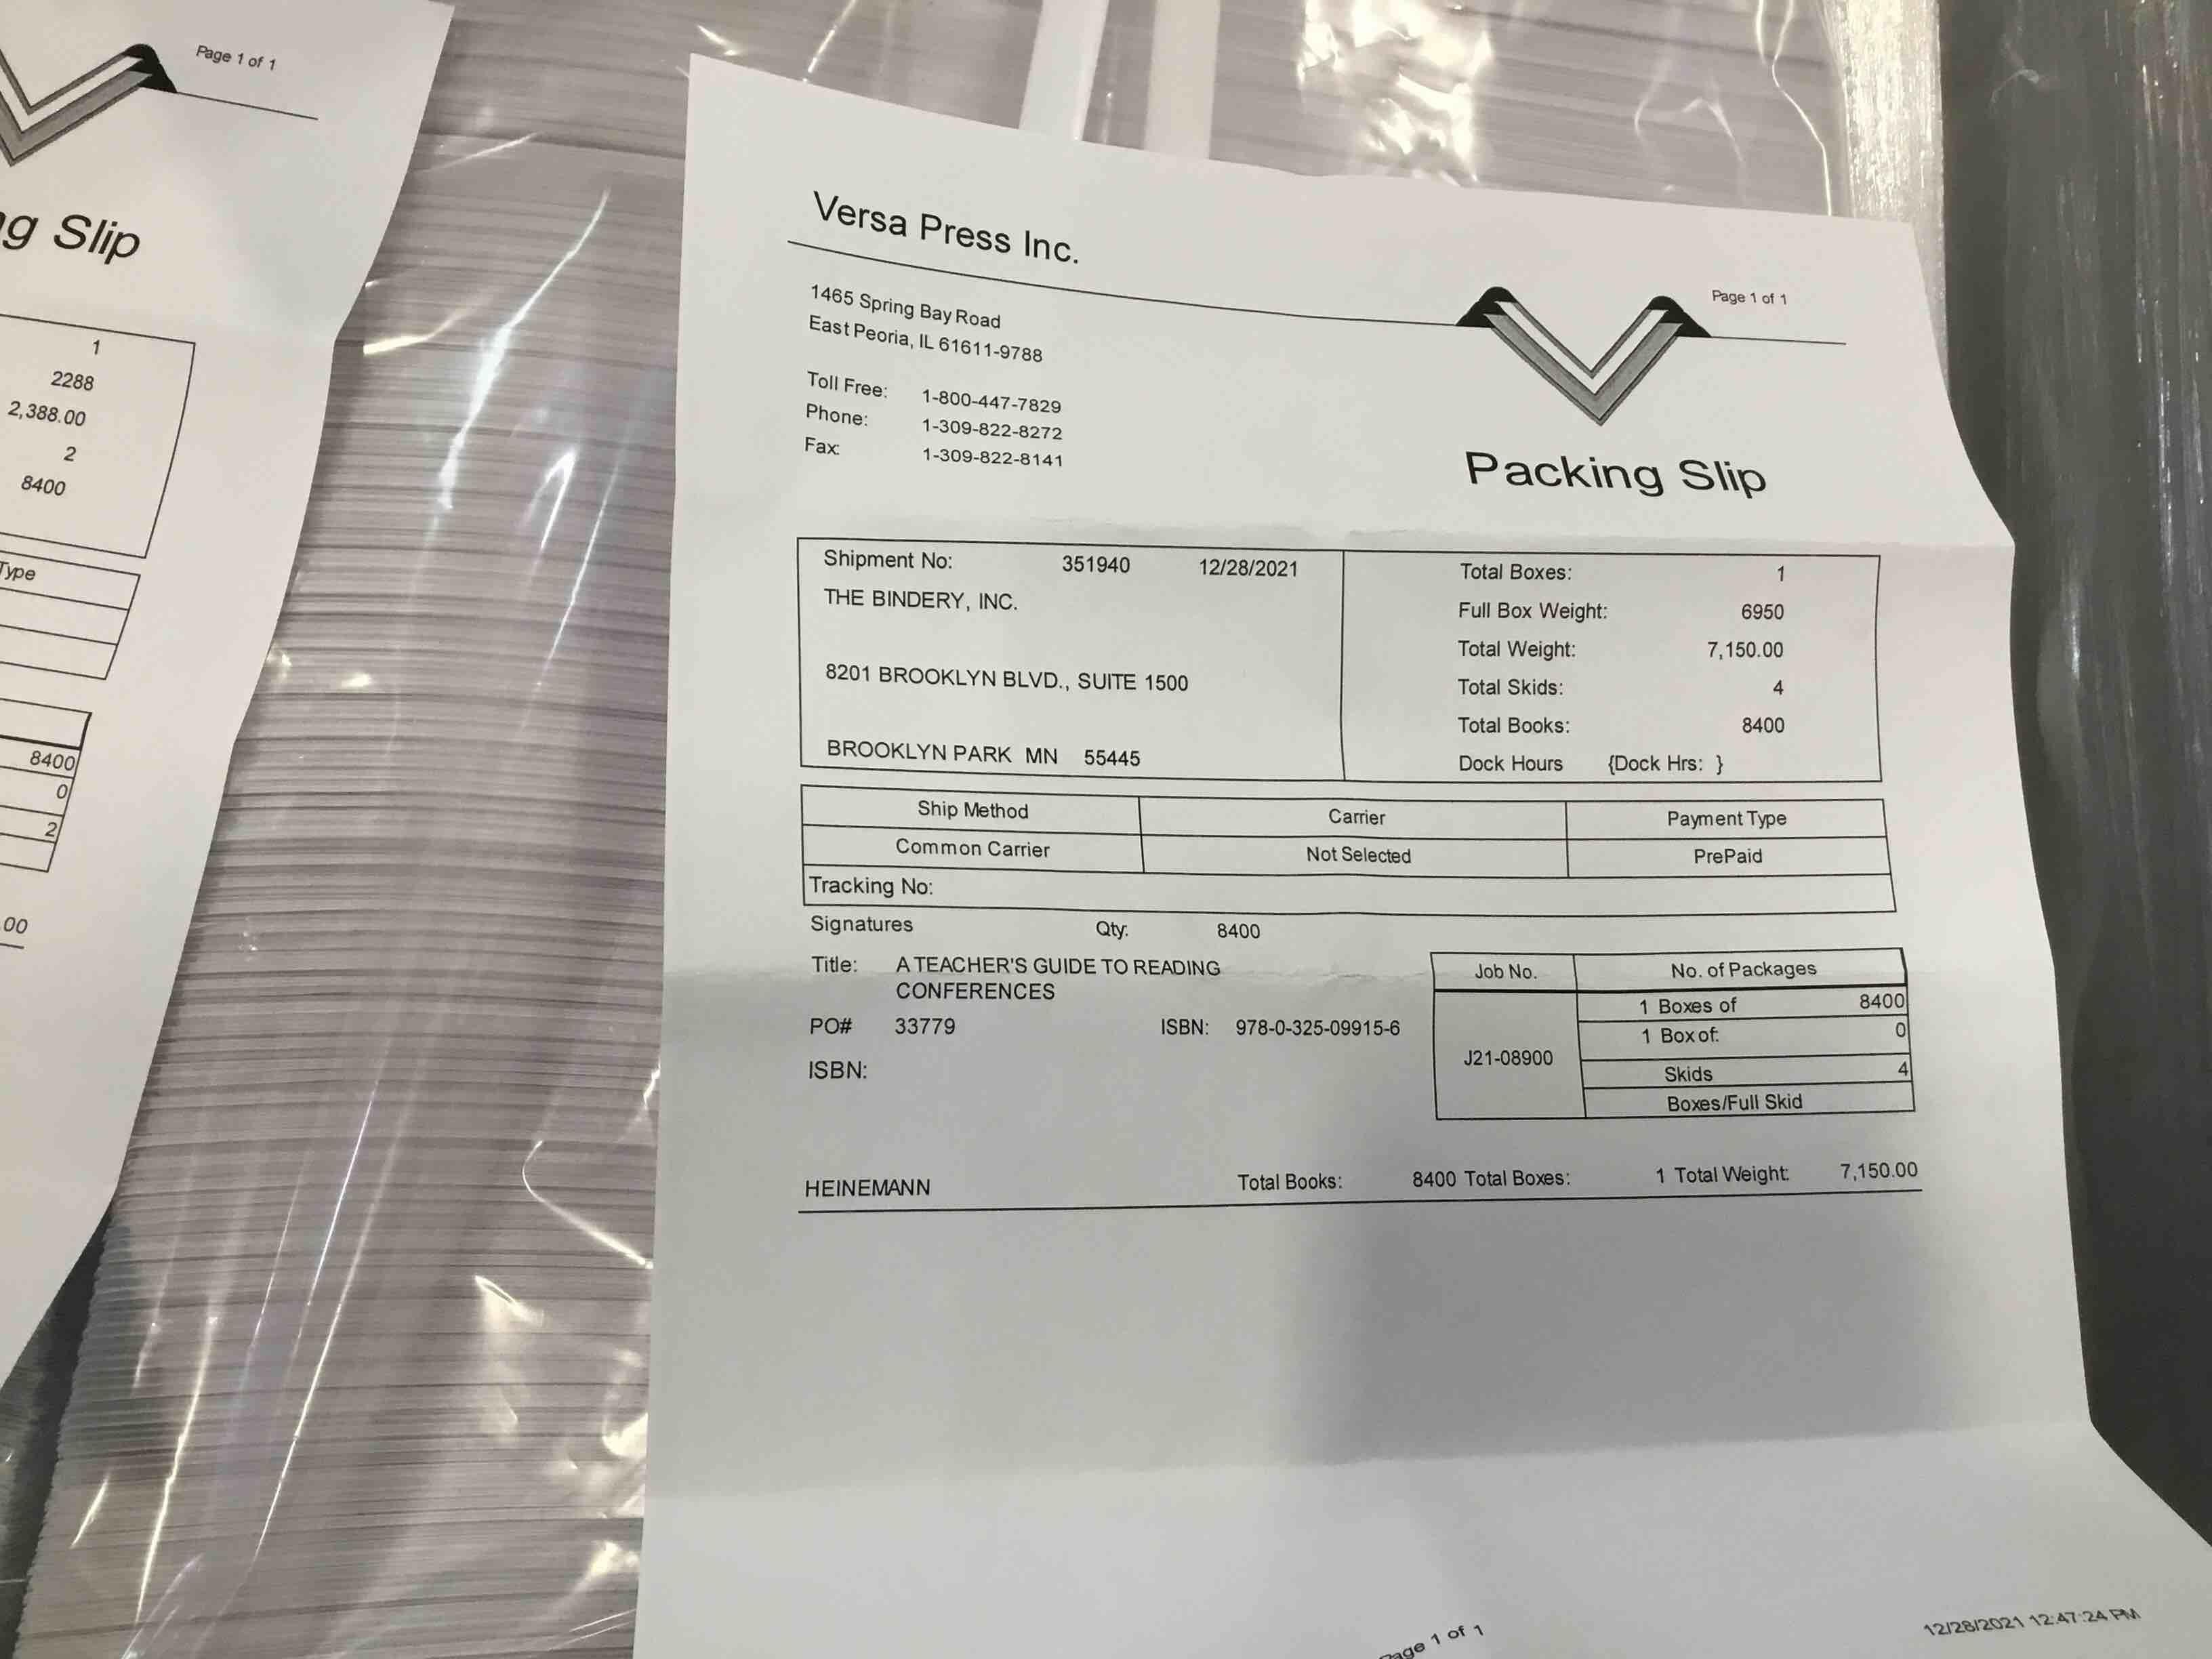 Page 1 of 1
g Slip
1
2288
2,388.00
2
8400
Type
8400
0
2
.00
Versa Press Inc.
Page 1 of 1
1465 Spring Bay Road
East Peoria, IL 61611-9788
Toll Free: 1-800-447-7829
Phone: 1-309-822-8272
Fax: 1-309-822-8141
Packing Slip
Shipment No: 351940 12/28/2021
THE BINDERY, INC.
8201 BROOKLYN BLVD., SUITE 1500
BROOKLYN PARK MN 55445
Total Boxes: 1
Full Box Weight: 6950
Total Weight: 7,150.00
Total Skids: 4
Total Books: 8400
Dock Hours {Dock Hrs: }
Ship Method Carrier Payment Type
Common Carrier Not Selected PrePaid
Tracking No:
Signatures Qty: 8400
Title: A TEACHER'S GUIDE TO READING
CONFERENCES
PO# 33779 ISBN: 978-0-325-09915-6
ISBN:
Job No. No. of Packages
J21-08900
1 Boxes of 8400
1 Box of: 0
Skids 4
Boxes/Full Skid
HEINEMANN Total Books: 8400 Total Boxes: 1 Total Weight: 7,150.00
age 1 of 1
12/28/2021 12:47:24 PM